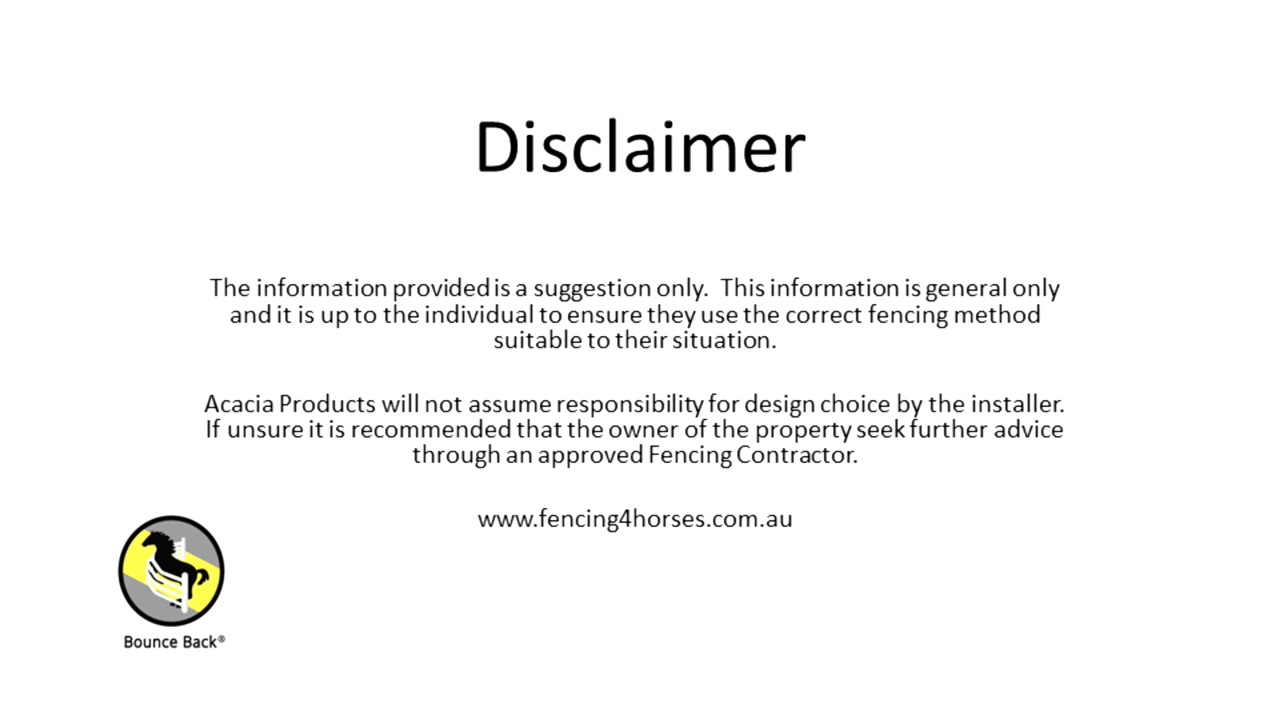 Disclaimer
The information provided is a suggestion only.  This information is general only
and it is up to the individual to ensure they use the correct fencing method
suitable to their situation.
Acacia Products will not assume responsibility for design choice by the installer.
If unsure it is recommended that the owner of the property seek further advice
through an approved Fencing Contractor.
www.fencing4horses.com.au
Bounce Back®